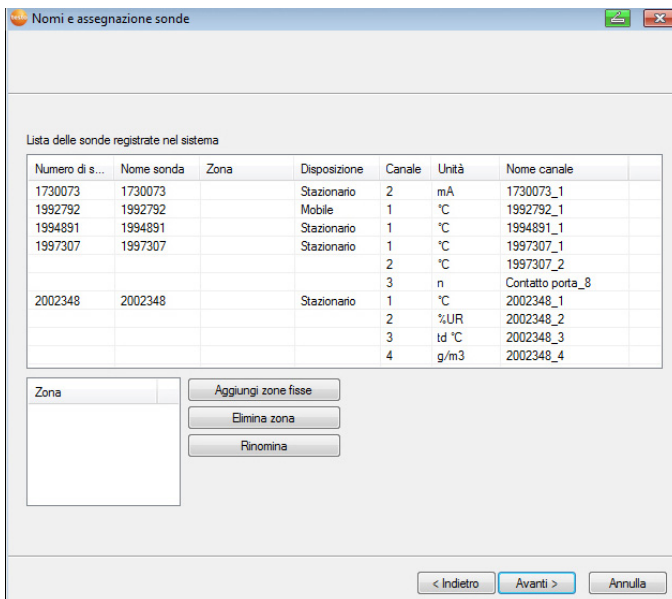 Nomi e assegnazione sonde
Lista delle sonde registrate nel sistema
Numero di s... Nome sonda Zona Disposizione Canale Unità Nome canale
1730073 1730073 Stazionario 2 mA 1730073_1
1992792 1992792 Mobile 1 °C 1992792_1
1994891 1994891 Stazionario 1 °C 1994891_1
1997307 1997307 Stazionario 1 °C 1997307_1
2 °C 1997307_2
3 n Contatto porta_8
2002348 2002348 Stazionario 1 °C 2002348_1
2 %UR 2002348_2
3 td °C 2002348_3
4 g/m3 2002348_4
Zona
Aggiungi zone fisse
Elimina zona
Rinomina
< Indietro Avanti > Annulla